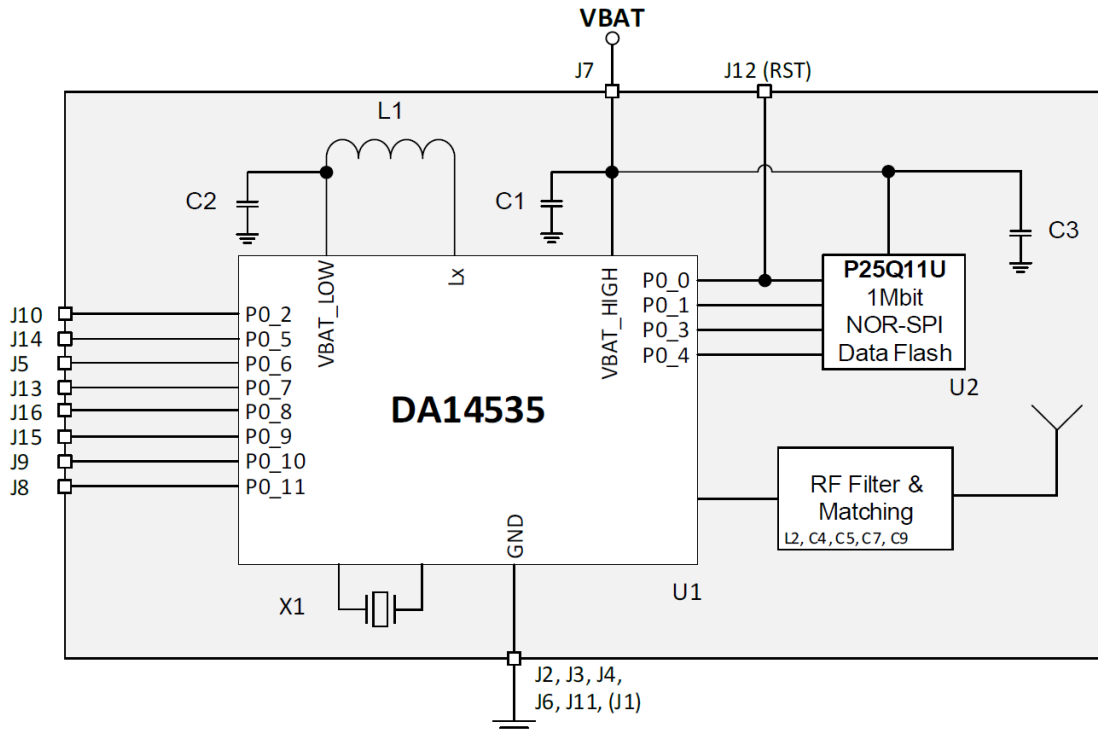 VBAT
J7
J12 (RST)
L1
C2
C1
C3
VBAT_LOW
Lx
VBAT_HIGH
P0_0
P0_1
P0_3
P0_4
P25Q11U
1Mbit
NOR-SPI
Data Flash
U2
J10
J14
J5
J13
J16
J15
J9
J8
P0_2
P0_5
P0_6
P0_7
P0_8
P0_9
P0_10
P0_11
DA14535
RF Filter &
Matching
L2, C4, C5, C7, C9
GND
X1
U1
J2, J3, J4,
J6, J11, (J1)